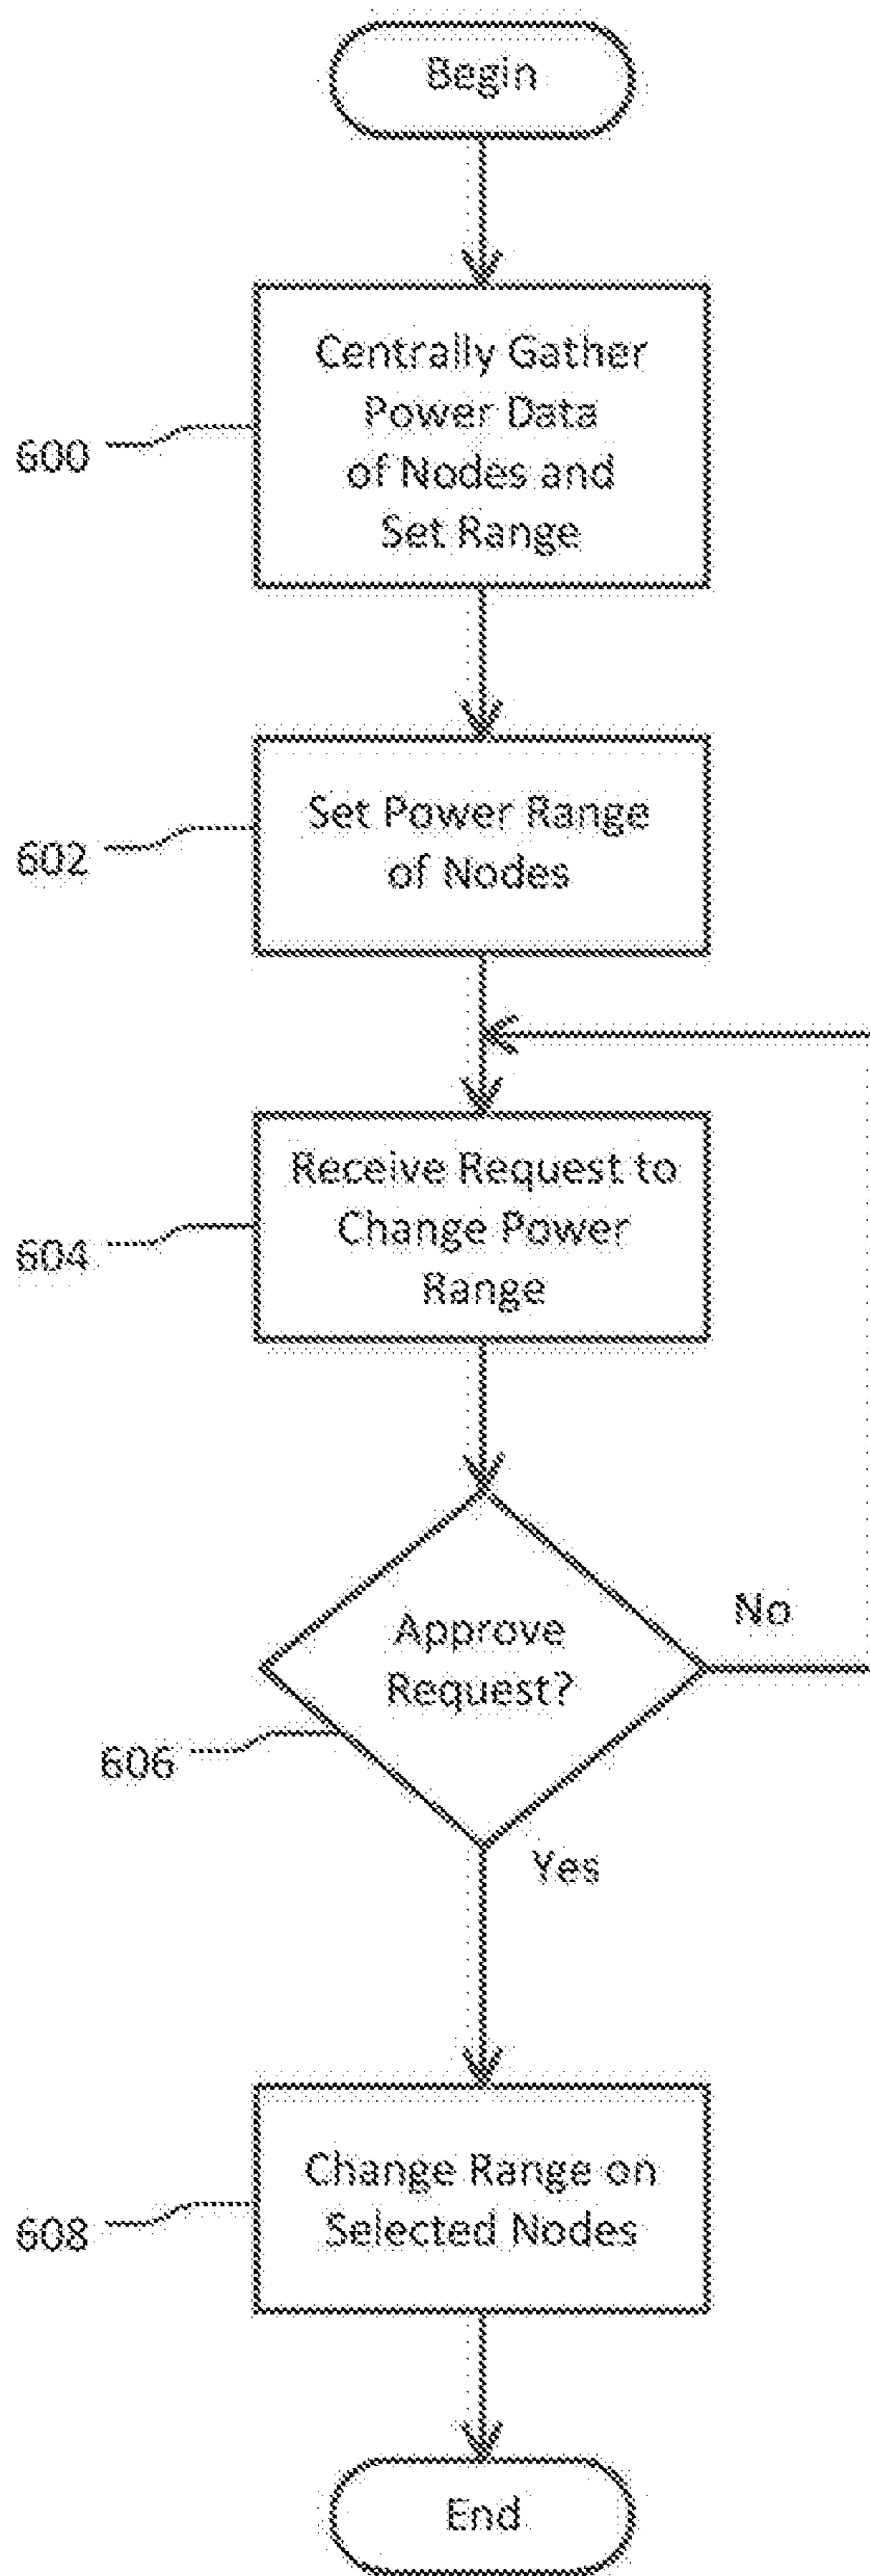 Begin
Centrally Gather
Power Data
of Nodes and
Set Range
600
Set Power Range
of Nodes
602
Receive Request to
Change Power
Range
604
Approve
Request?
No
606
Yes
Change Range on
Selected Nodes
608
End